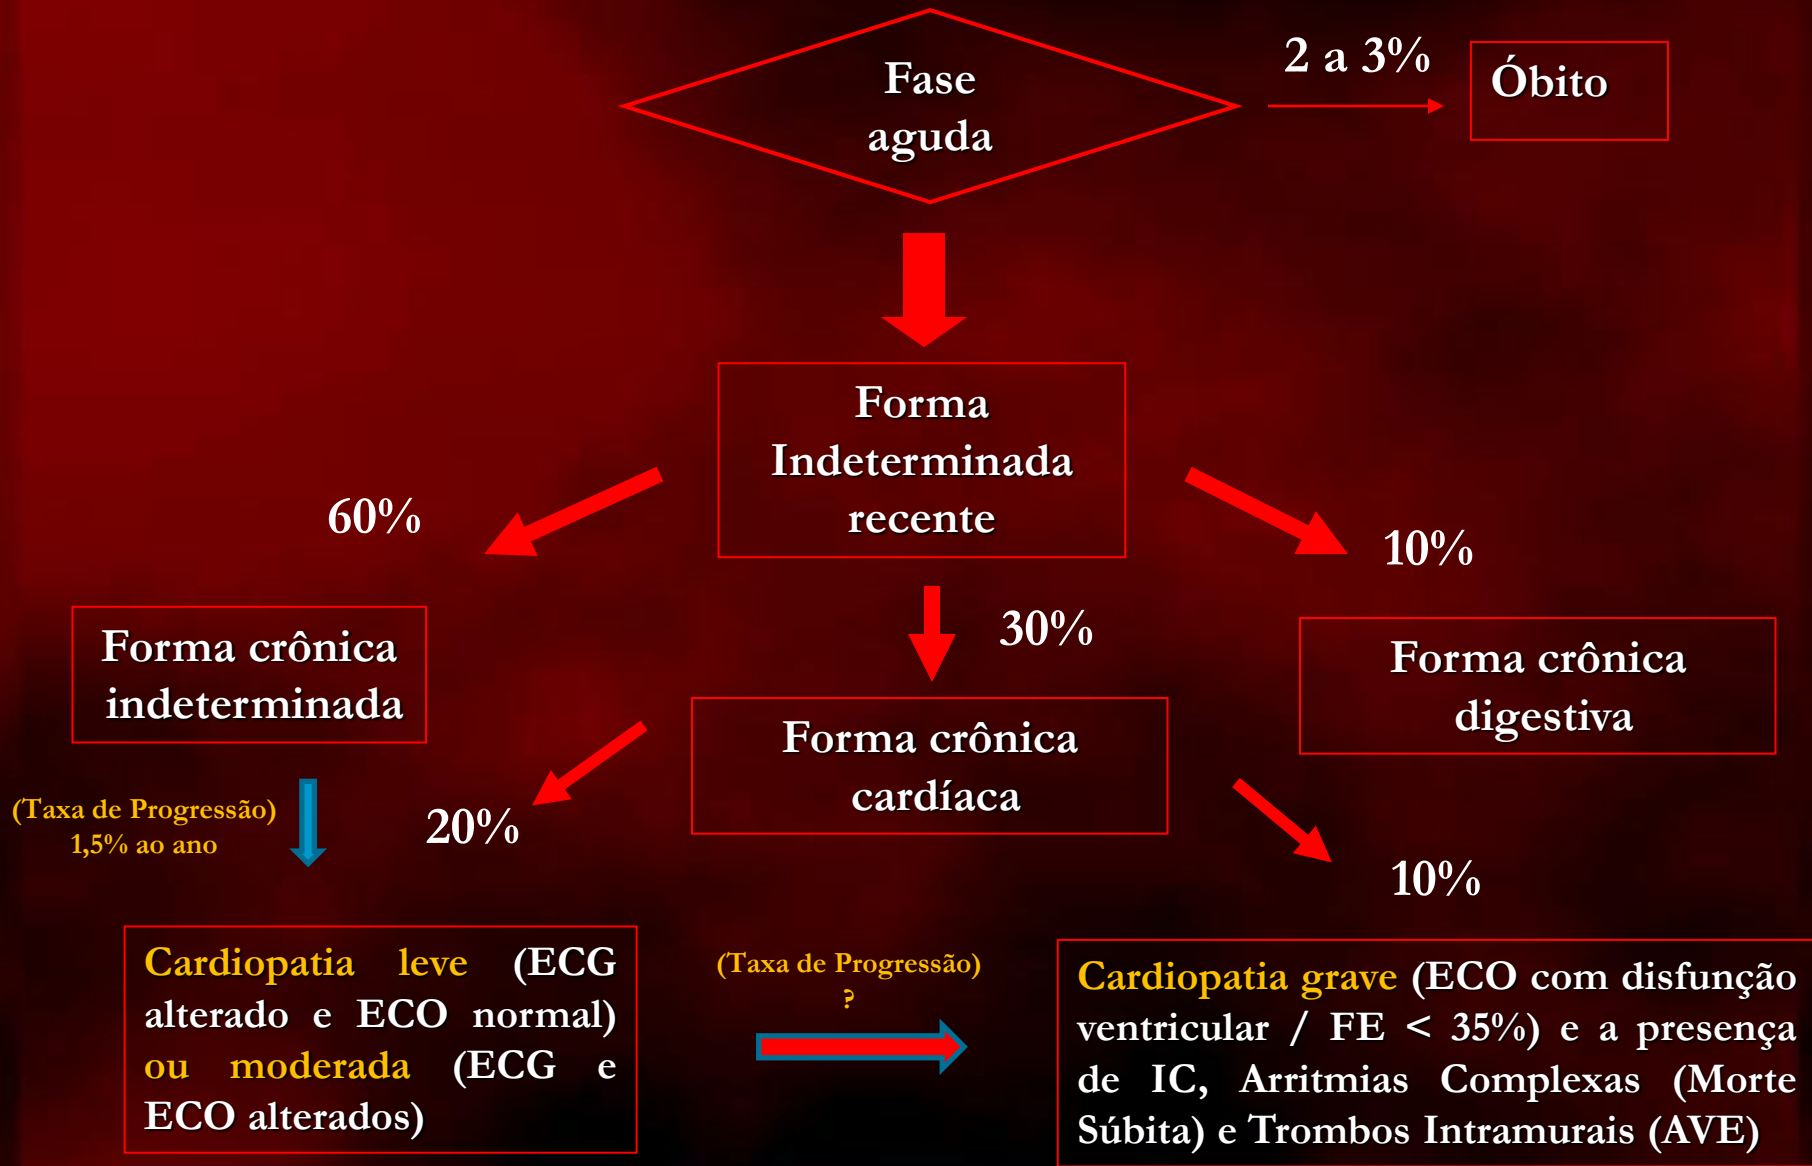 Fase
aguda
2 a 3%
Óbito
Forma
Indeterminada
recente
60%
10%
30%
Forma crônica
indeterminada
Forma crônica
digestiva
Forma crônica
cardíaca
(Taxa de Progressão)
1,5% ao ano
20%
10%
Cardiopatia leve (ECG
alterado e ECO normal)
ou moderada (ECG e
ECO alterados)
(Taxa de Progressão)
?
Cardiopatia grave (ECO com disfunção
ventricular / FE < 35%) e a presença
de IC, Arritmias Complexas (Morte
Súbita) e Trombos Intramurais (AVE)